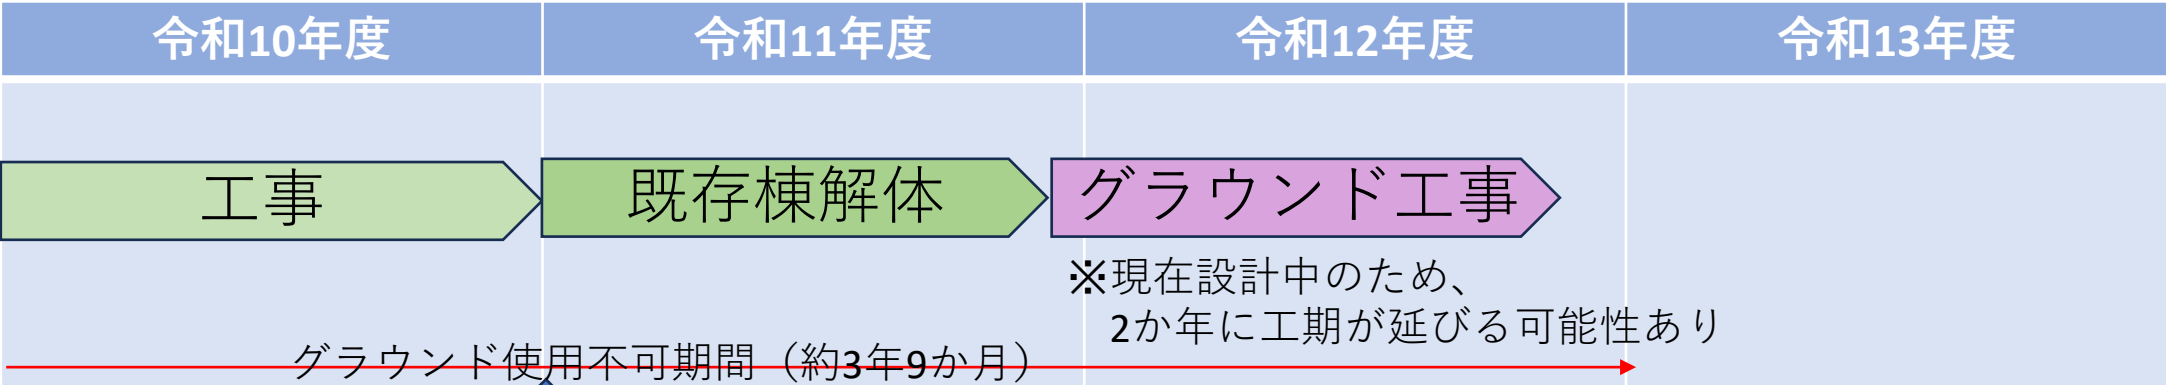 令和10年度
令和11年度
令和12年度
令和13年度
工事
既存棟解体
グラウンド工事
※現在設計中のため、
2か年に工期が延びる可能性あり
グラウンド使用不可期間（約3年9か月）